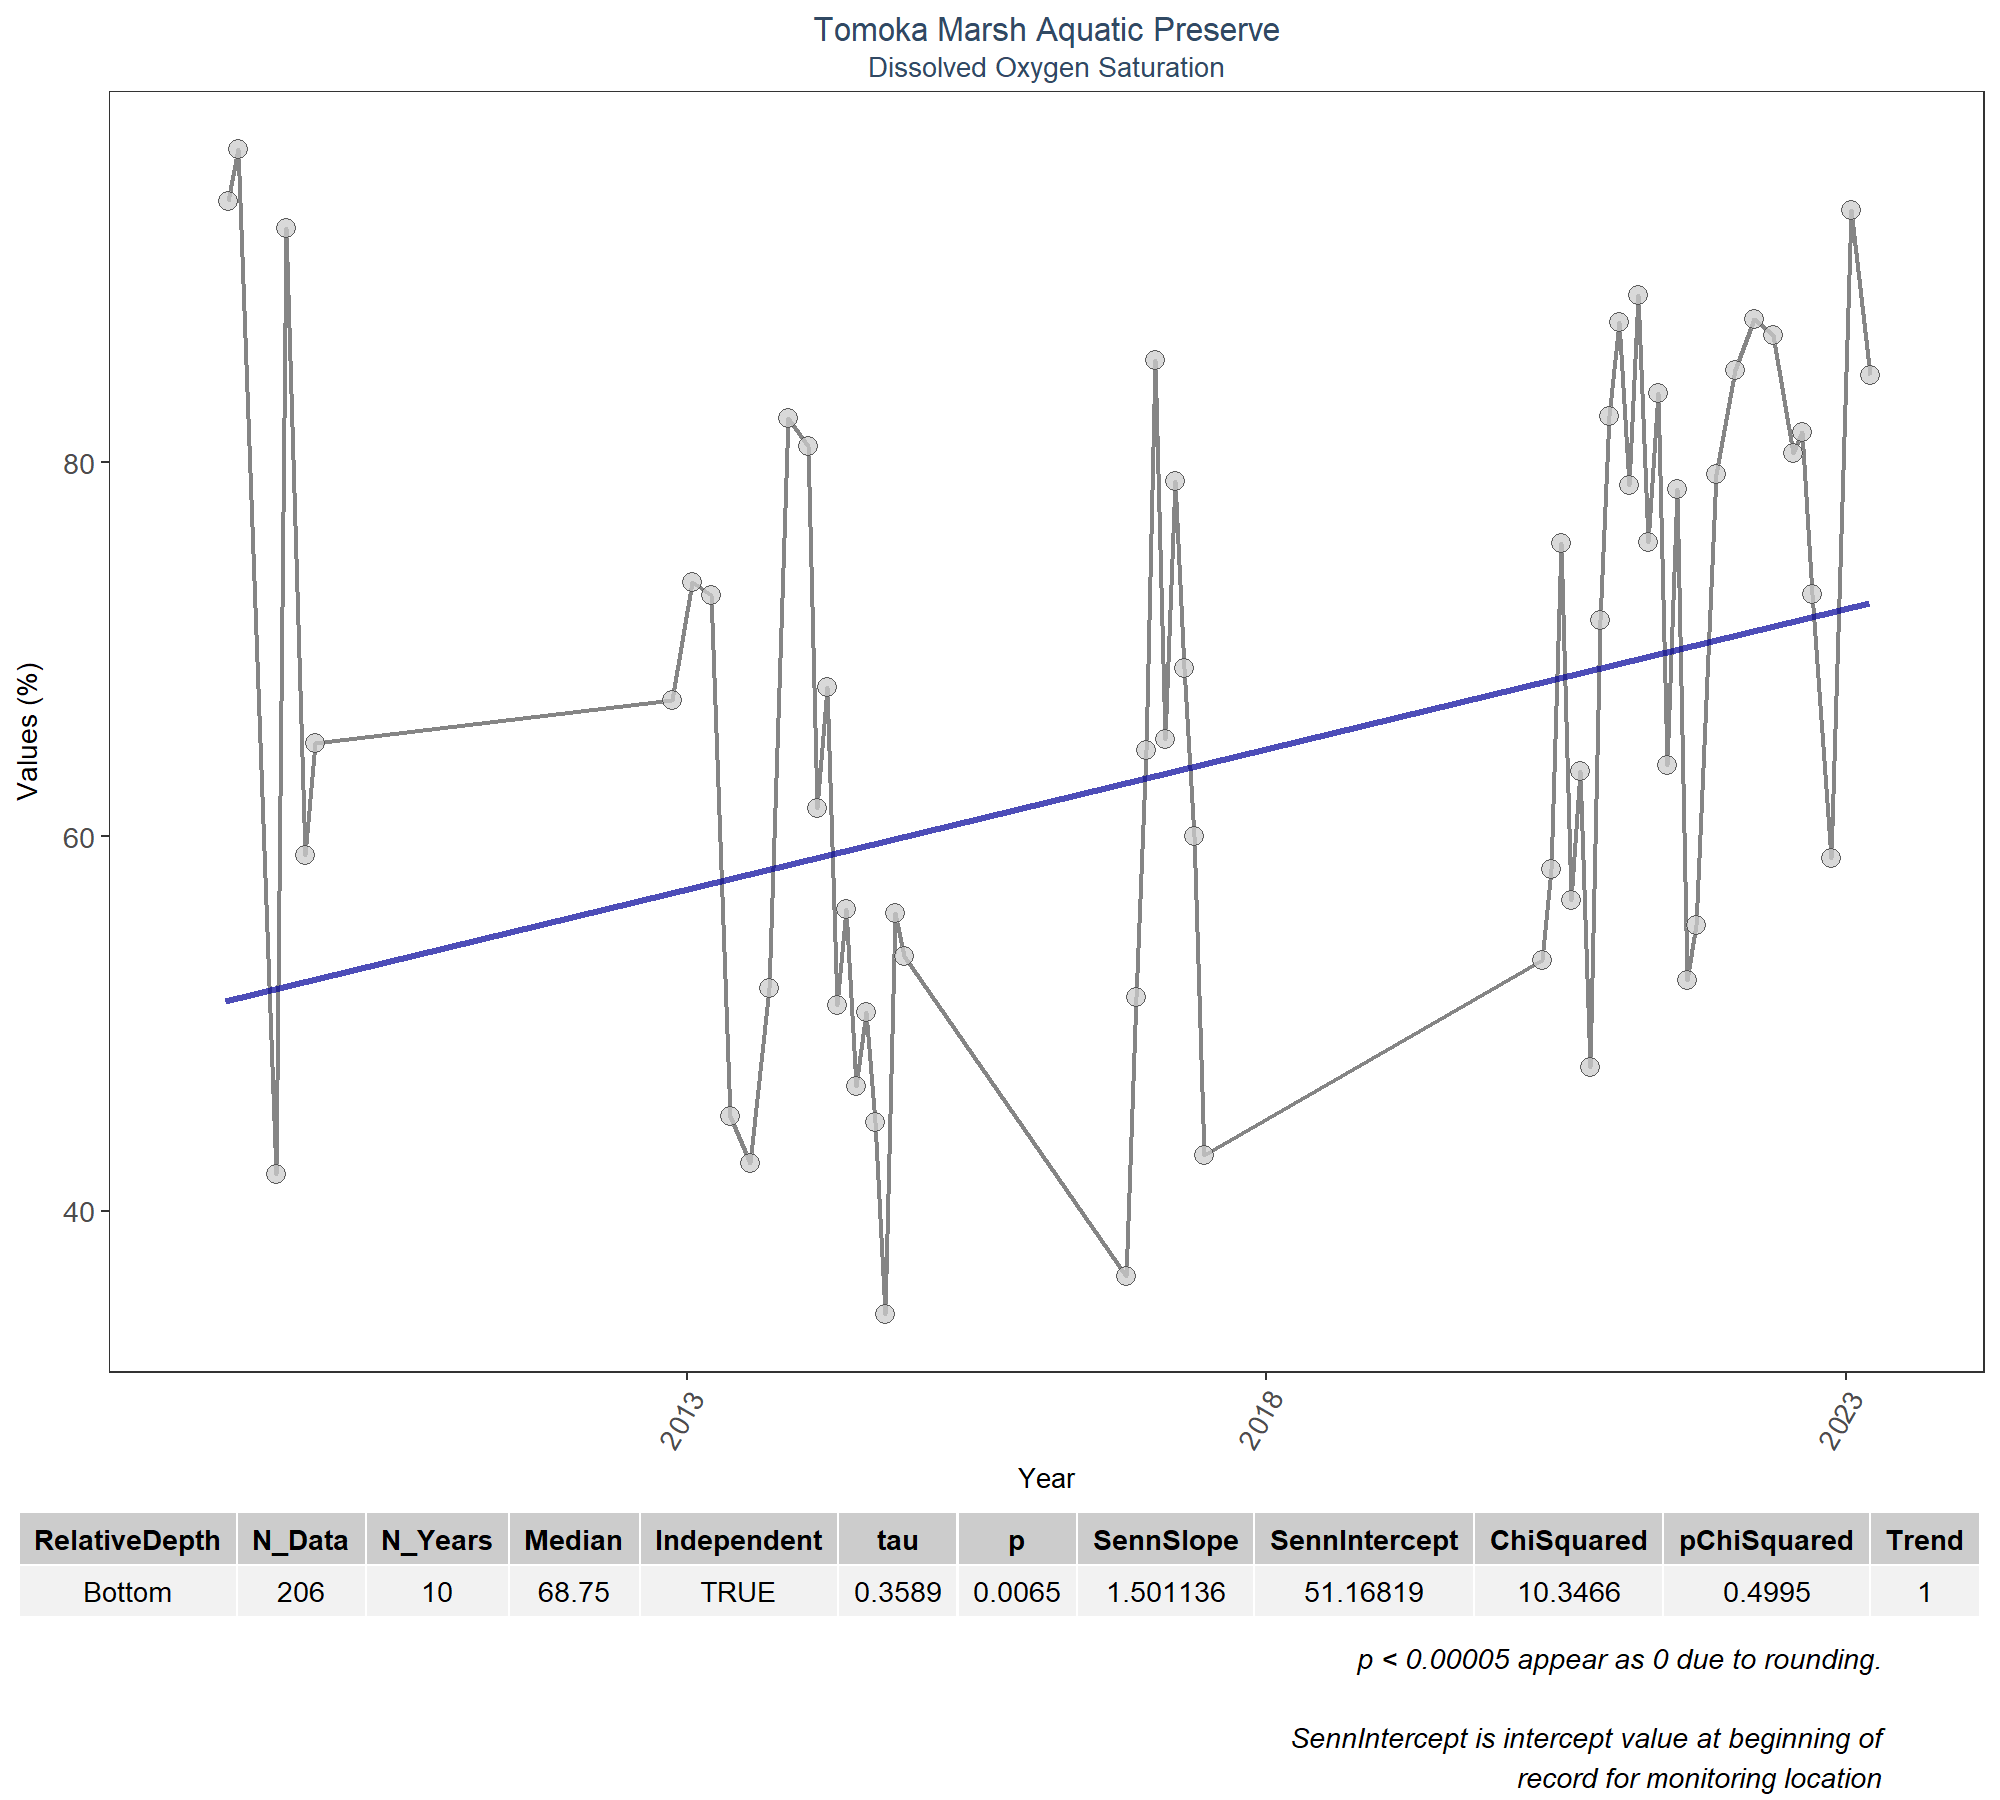 Tomoka Marsh Aquatic Preserve
Dissolved Oxygen Saturation
Values (%)
80
60
40
2013
2018
2023
Year
RelativeDepth N_Data N_Years Median Independent tau p SennSlope SennIntercept ChiSquared pChiSquared Trend
Bottom 206 10 68.75 TRUE 0.3589 0.0065 1.501136 51.16819 10.3466 0.4995 1
p < 0.00005 appear as 0 due to rounding.
SennIntercept is intercept value at beginning of
record for monitoring location